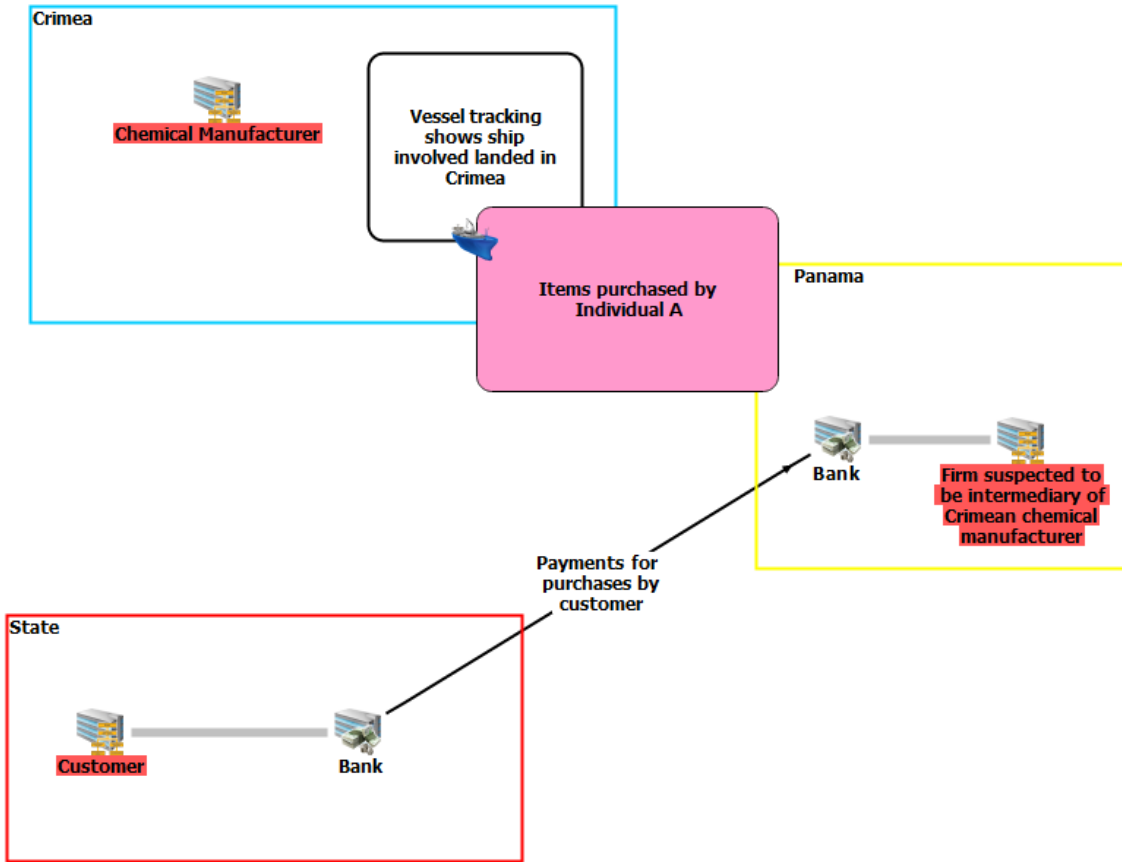 Crimea
Chemical Manufacturer
Vessel tracking
shows ship
involved landed in
Crimea
Items purchased by
Individual A
Panama
Bank
Firm suspected to
be intermediary of
Crimean chemical
manufacturer
Payments for
purchases by
customer
State
Customer
Bank